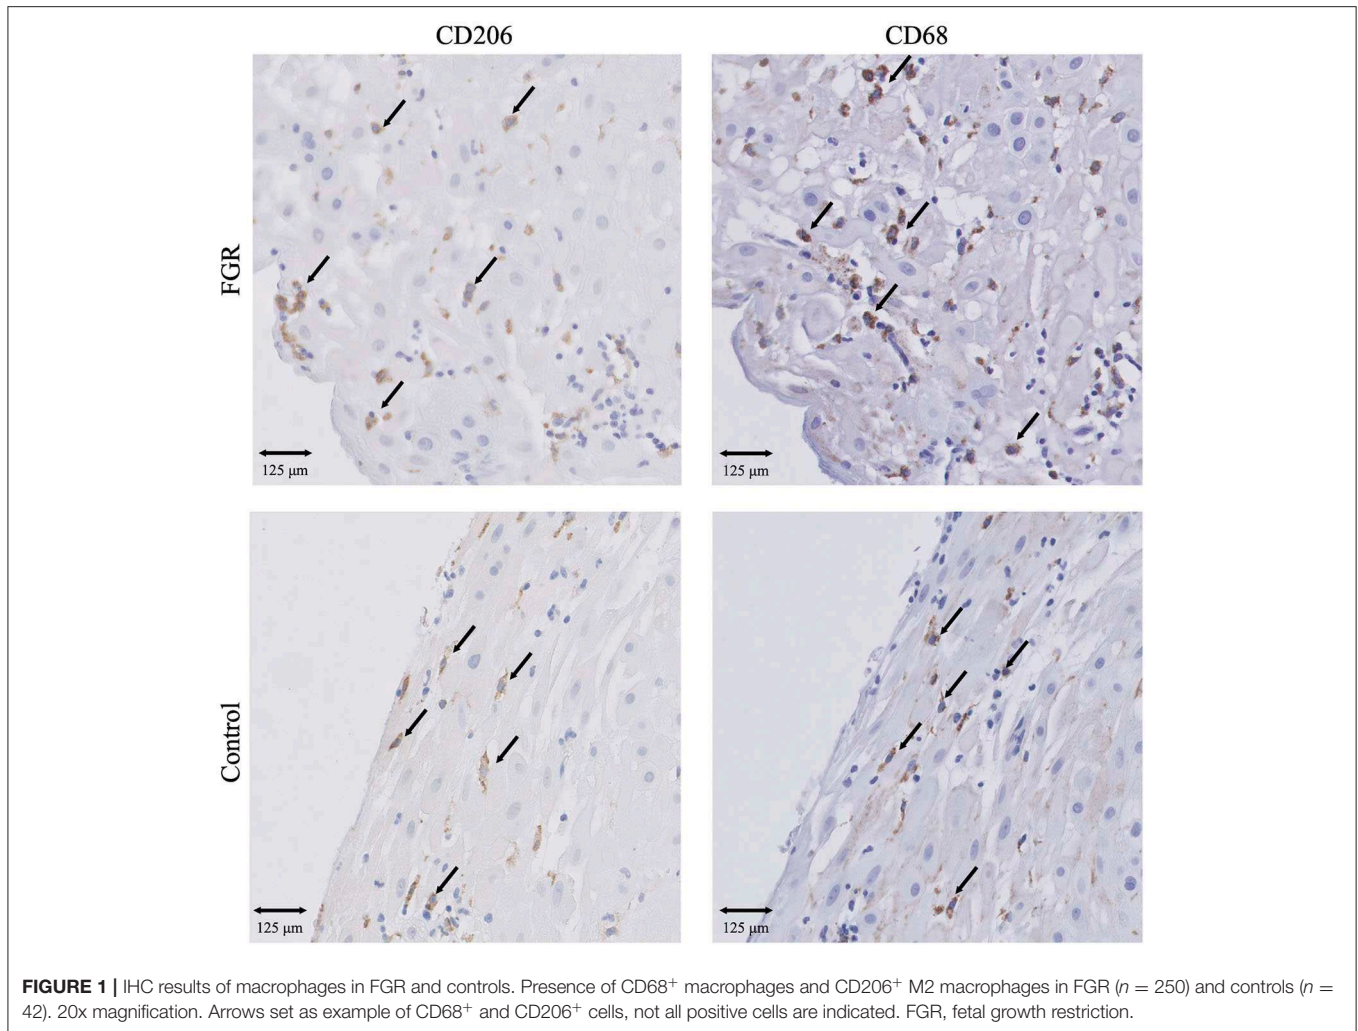 CD206 CD68
FGR
125 µm 125 µm
Control
125 µm 125 µm
FIGURE 1 | IHC results of macrophages in FGR and controls. Presence of CD68⁺ macrophages and CD206⁺ M2 macrophages in FGR (n = 250) and controls (n =
42). 20x magnification. Arrows set as example of CD68⁺ and CD206⁺ cells, not all positive cells are indicated. FGR, fetal growth restriction.